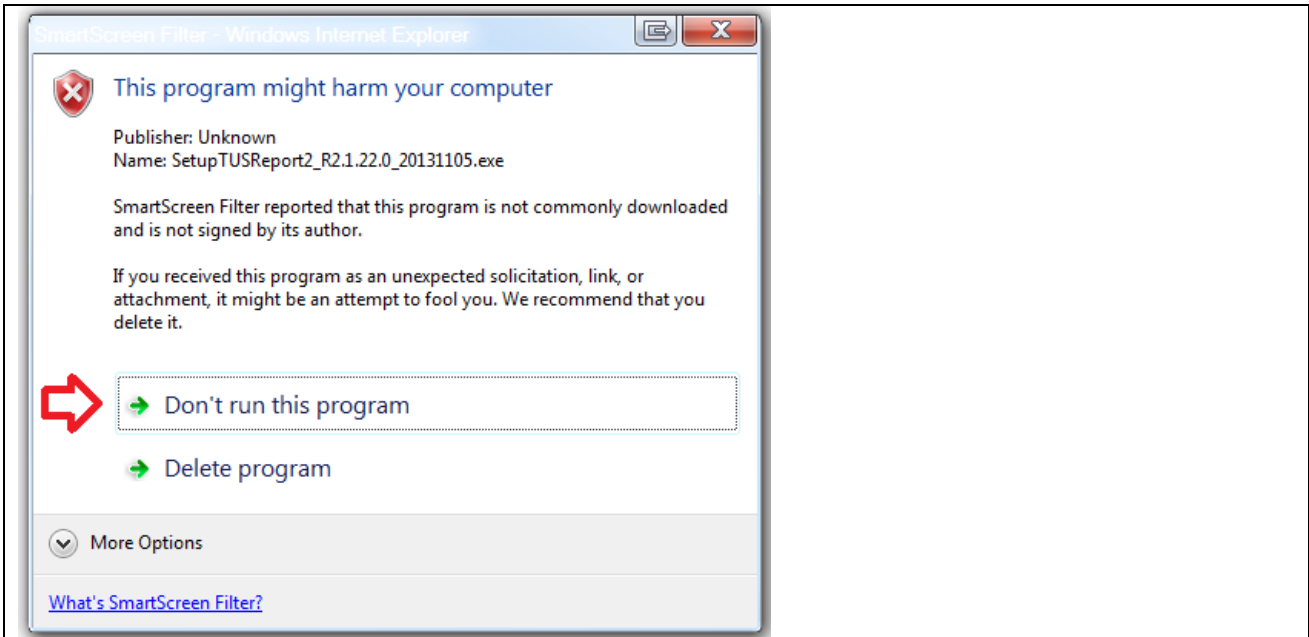 SmartScreen Filter - Windows Internet Explorer
This program might harm your computer
Publisher: Unknown
Name: SetupTUSReport2_R2.1.22.0_20131105.exe
SmartScreen Filter reported that this program is not commonly downloaded
and is not signed by its author.
If you received this program as an unexpected solicitation, link, or
attachment, it might be an attempt to fool you. We recommend that you
delete it.
Don't run this program
Delete program
More Options
What's SmartScreen Filter?